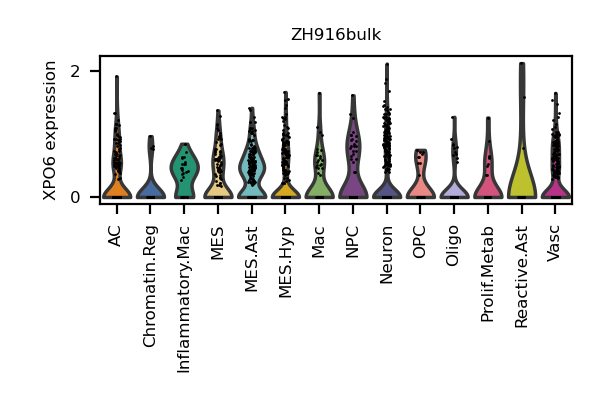 ZH916bulk
XPO6 expression
2
0
AC
Chromatin.Reg
Inflammatory.Mac
MES
MES.Ast
MES.Hyp
Mac
NPC
Neuron
OPC
Oligo
Prolif.Metab
Reactive.Ast
Vasc